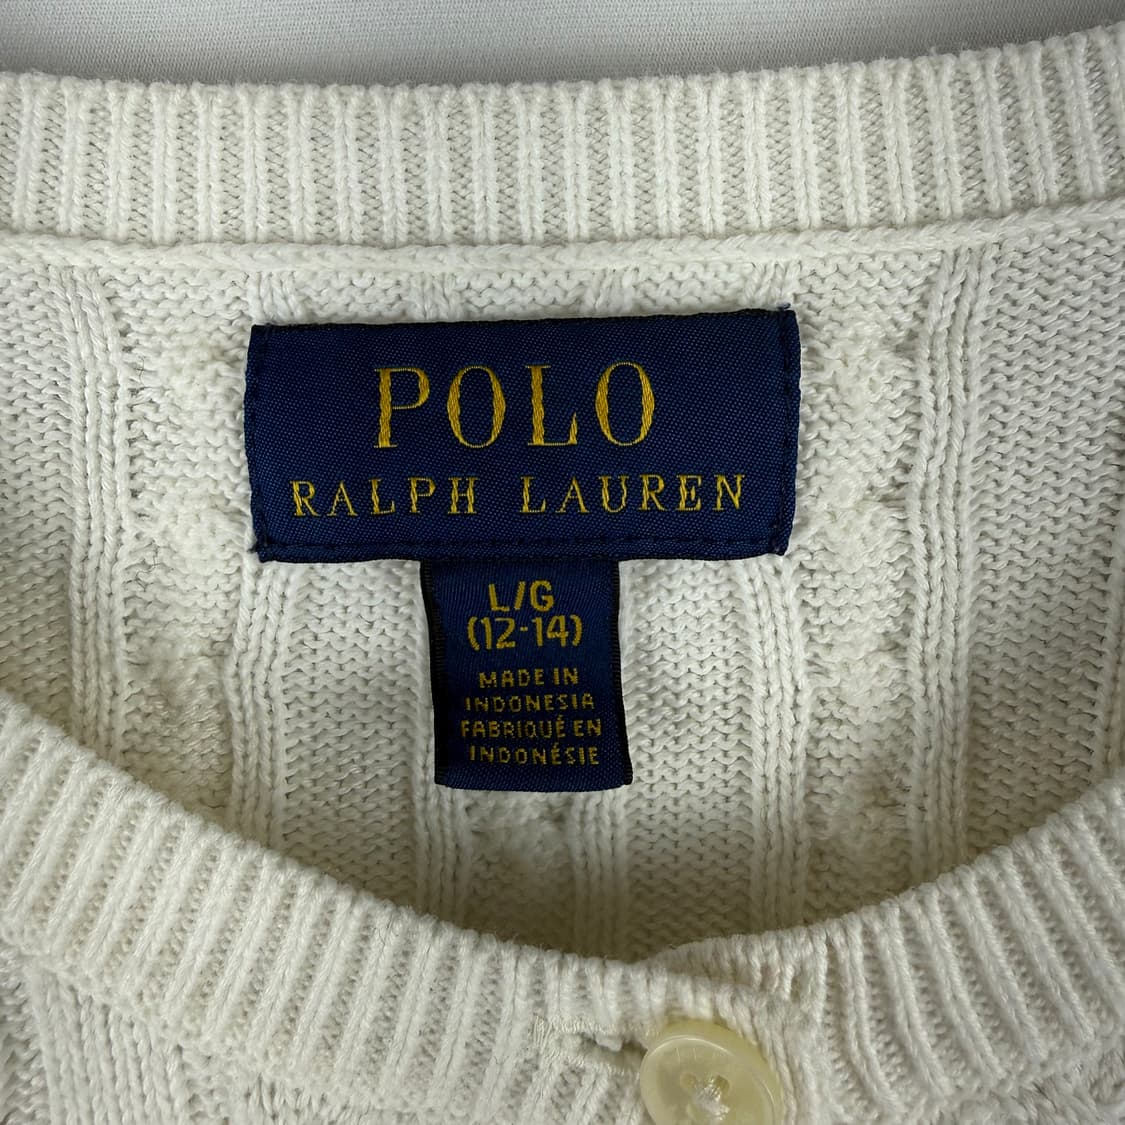 POLO
RALPH LAUREN
L/G
(12-14)
MADE IN
INDONESIA
FABRIQUÉ EN
INDONÉSIE